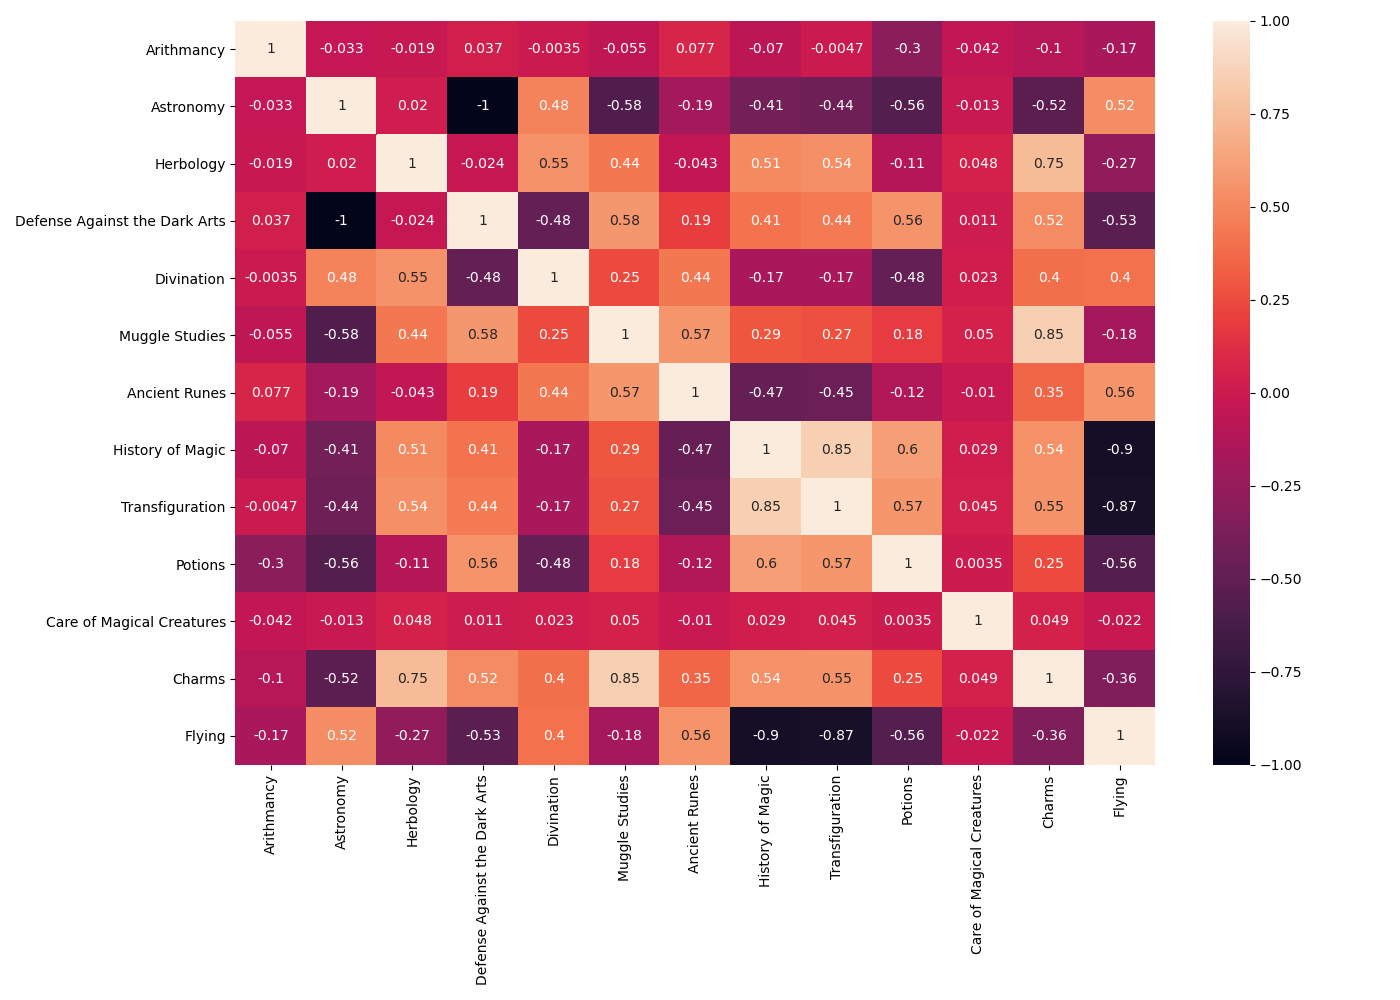 Arithmancy 1 -0.033 -0.019 0.037 -0.0035 -0.055 0.077 -0.07 -0.0047 -0.3 -0.042 -0.1 -0.17
Astronomy -0.033 1 0.02 -1 0.48 -0.58 -0.19 -0.41 -0.44 -0.56 -0.013 -0.52 0.52
Herbology -0.019 0.02 1 -0.024 0.55 0.44 -0.043 0.51 0.54 -0.11 0.048 0.75 -0.27
Defense Against the Dark Arts 0.037 -1 -0.024 1 -0.48 0.58 0.19 0.41 0.44 0.56 0.011 0.52 -0.53
Divination -0.0035 0.48 0.55 -0.48 1 0.25 0.44 -0.17 -0.17 -0.48 0.023 0.4 0.4
Muggle Studies -0.055 -0.58 0.44 0.58 0.25 1 0.57 0.29 0.27 0.18 0.05 0.85 -0.18
Ancient Runes 0.077 -0.19 -0.043 0.19 0.44 0.57 1 -0.47 -0.45 -0.12 -0.01 0.35 0.56
History of Magic -0.07 -0.41 0.51 0.41 -0.17 0.29 -0.47 1 0.85 0.6 0.029 0.54 -0.9
Transfiguration -0.0047 -0.44 0.54 0.44 -0.17 0.27 -0.45 0.85 1 0.57 0.045 0.55 -0.87
Potions -0.3 -0.56 -0.11 0.56 -0.48 0.18 -0.12 0.6 0.57 1 0.0035 0.25 -0.56
Care of Magical Creatures -0.042 -0.013 0.048 0.011 0.023 0.05 -0.01 0.029 0.045 0.0035 1 0.049 -0.022
Charms -0.1 -0.52 0.75 0.52 0.4 0.85 0.35 0.54 0.55 0.25 0.049 1 -0.36
Flying -0.17 0.52 -0.27 -0.53 0.4 -0.18 0.56 -0.9 -0.87 -0.56 -0.022 -0.36 1
Arithmancy
Astronomy
Herbology
Defense Against the Dark Arts
Divination
Muggle Studies
Ancient Runes
History of Magic
Transfiguration
Potions
Care of Magical Creatures
Charms
Flying
1.00
0.75
0.50
0.25
0.00
−0.25
−0.50
−0.75
−1.00